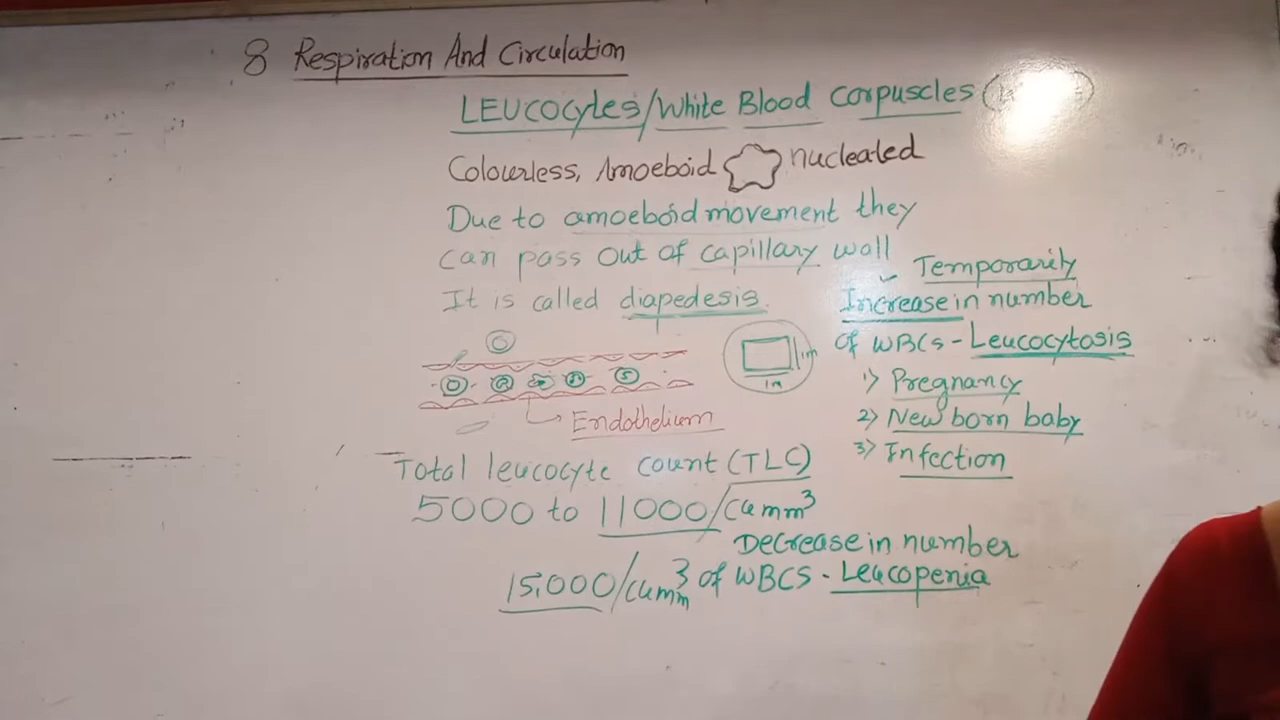 8 Respiration And Circulation
LEUCOCYTES/White Blood Corpuscles
Colourless, Amoeboid nucleated
Due to amoeboid movement they
can pass out of capillary wall
It is called diapedesis.
Endothelium
1m
1m
Total leucocyte count (TLC)
5000 to 11000/cumm3
15,000/cumm3
Temporarily
Increase in number
of WBCs - Leucocytosis
1) Pregnancy
2) New born baby
3) Infection
Decrease in number
of WBCS - Leucopenia